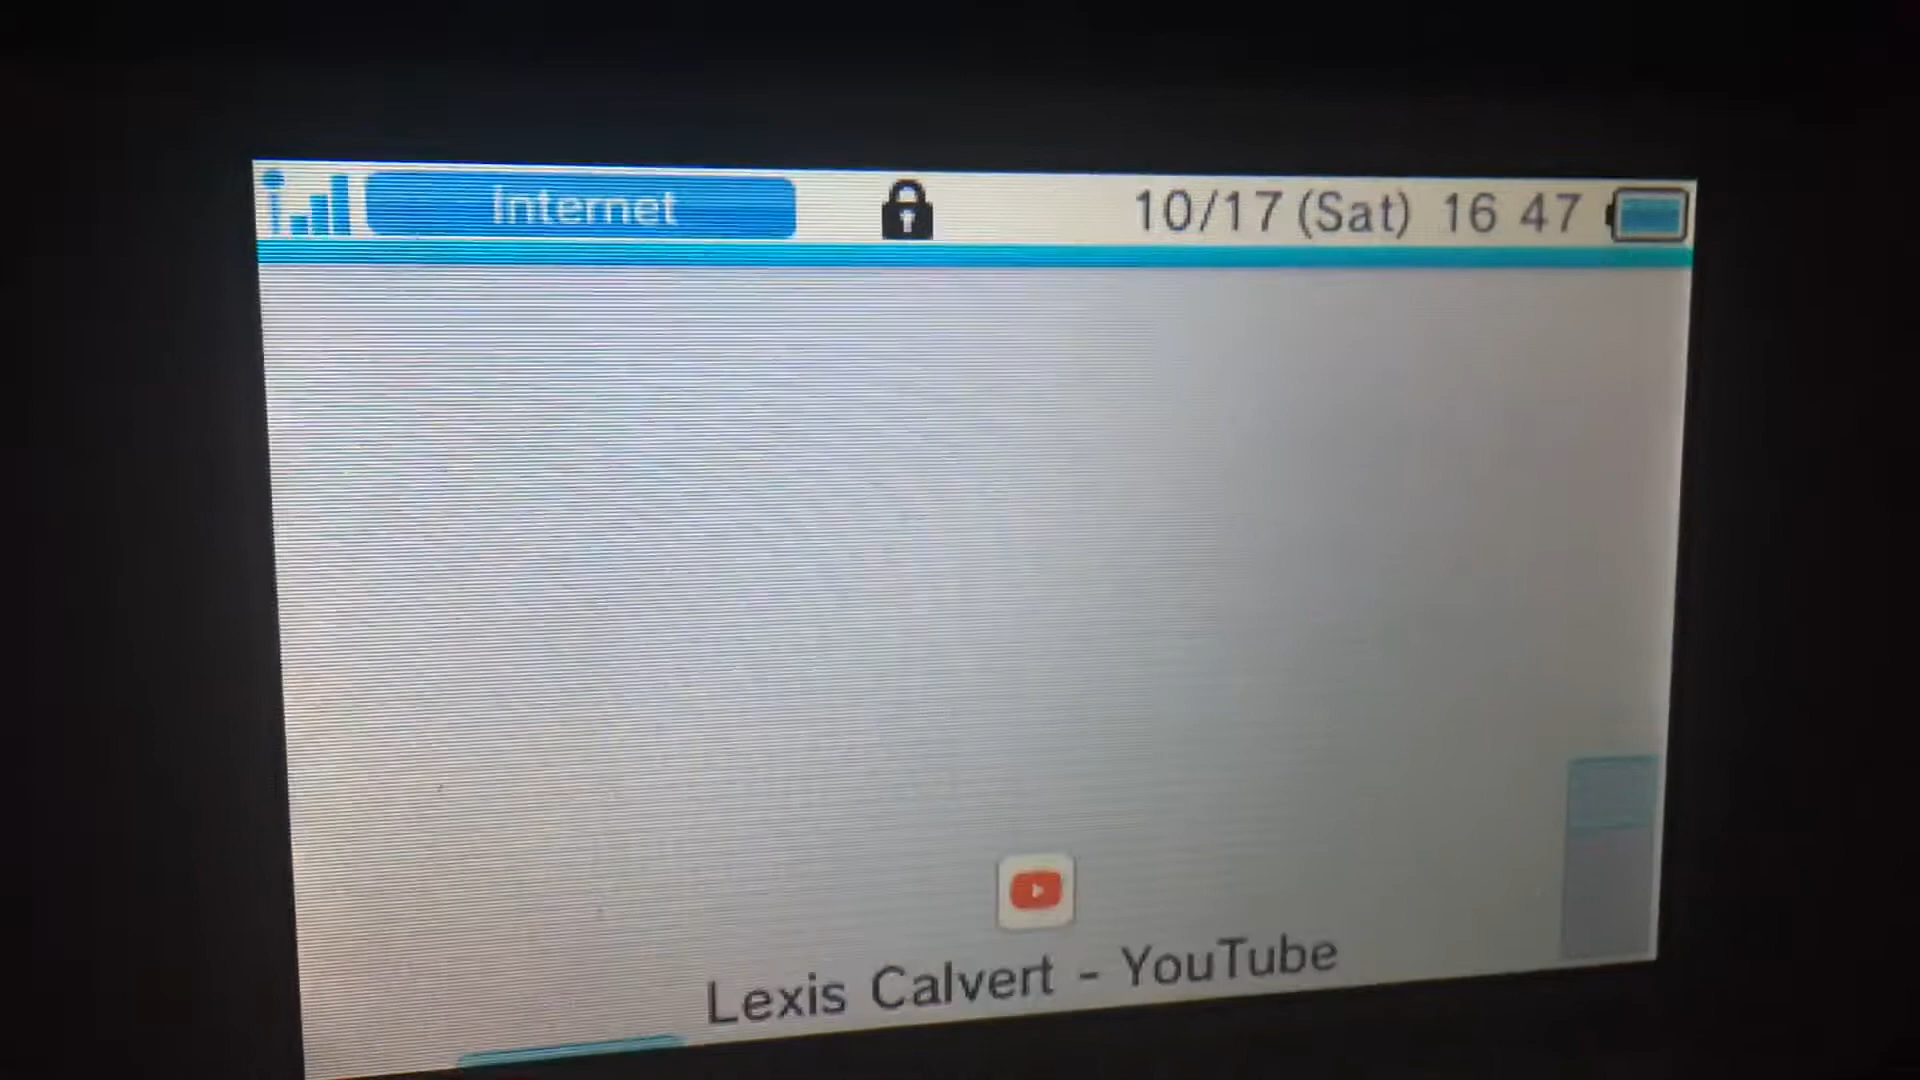 Internet 10/17 (Sat) 16 47
Lexis Calvert - YouTube